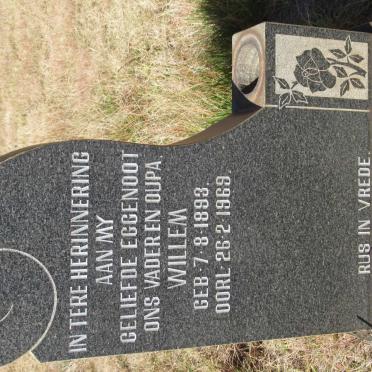 IN TERE HERINNERING
AAN MY
GELIEFDE EGGENOOT
ONS VADER EN OUPA
WILLEM
GEB. 7-8-1893.
OORL. 26-2-1969.
RUS IN VREDE